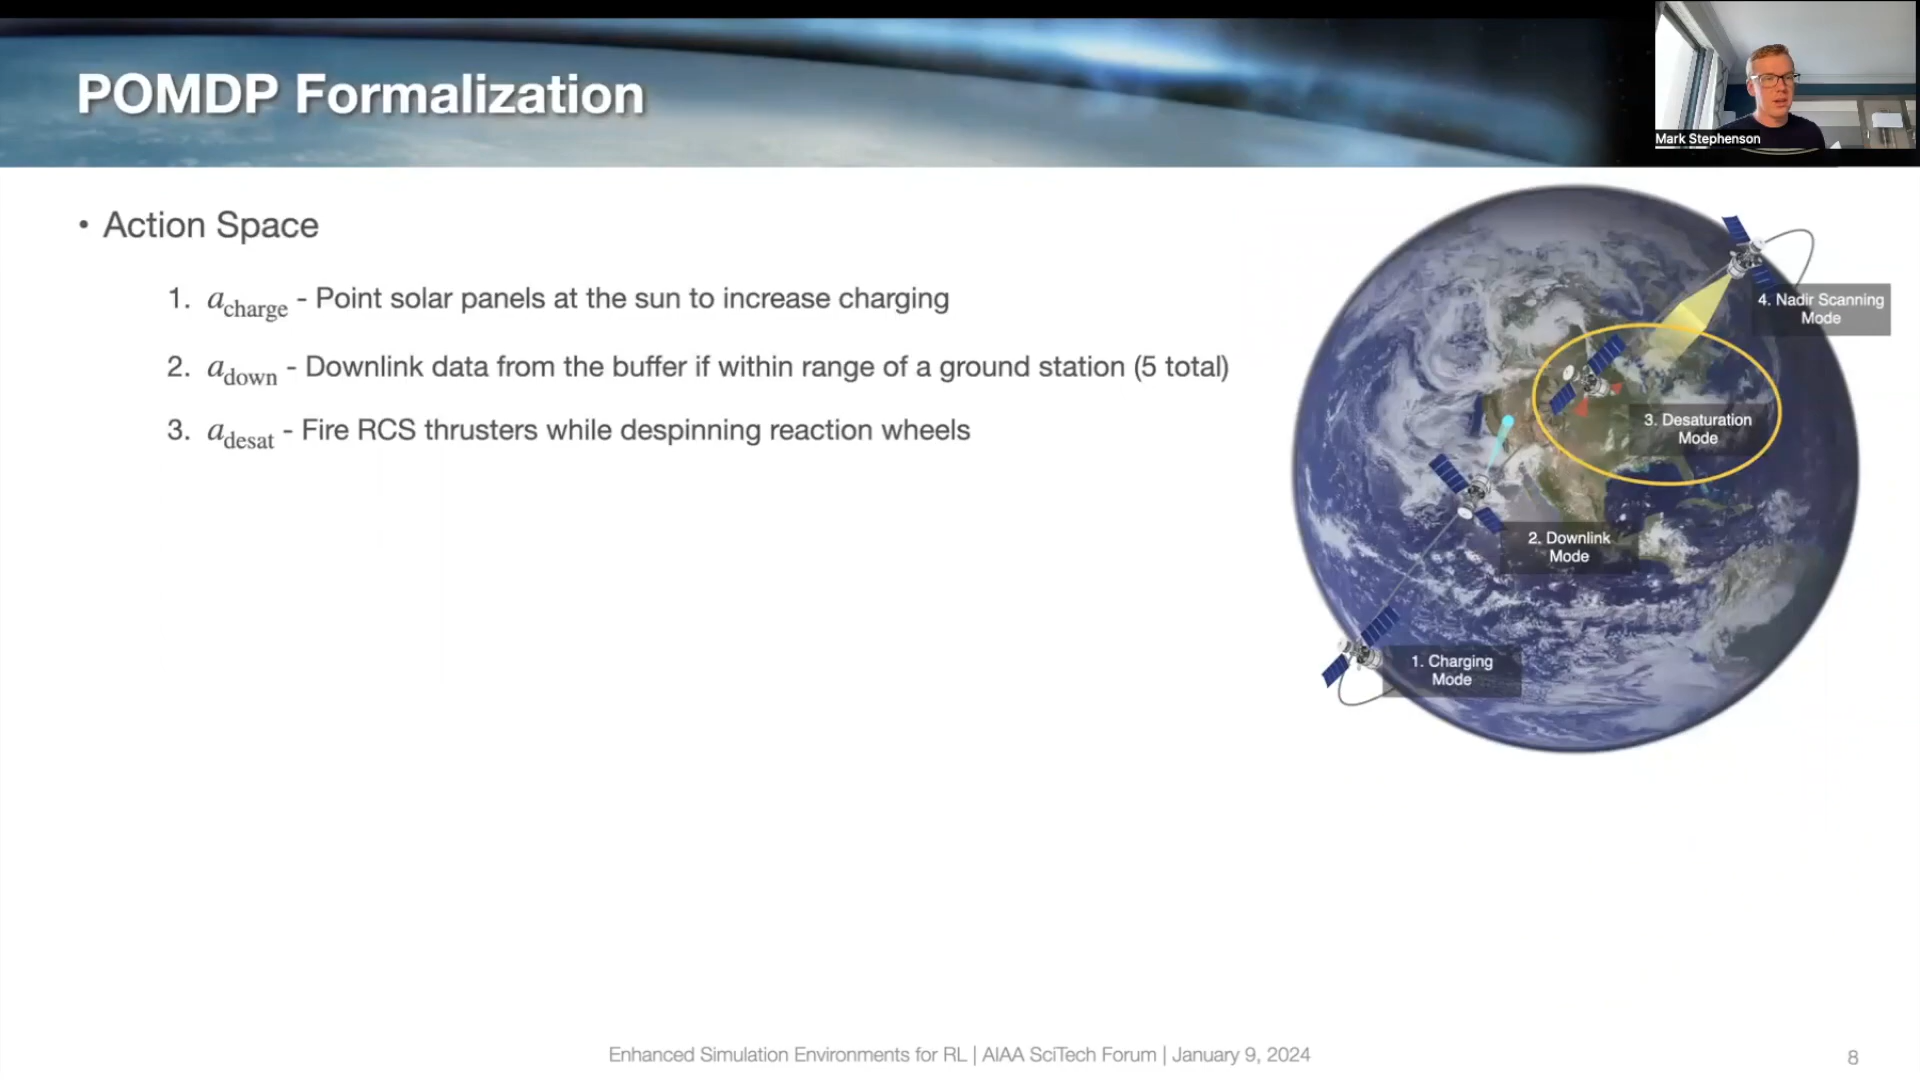 POMDP Formalization
Mark Stephenson
• Action Space
1. a_charge - Point solar panels at the sun to increase charging
2. a_down - Downlink data from the buffer if within range of a ground station (5 total)
3. a_desat - Fire RCS thrusters while despinning reaction wheels
4. Nadir Scanning
Mode
3. Desaturation
Mode
2. Downlink
Mode
1. Charging
Mode
Enhanced Simulation Environments for RL | AIAA SciTech Forum | January 9, 2024
8